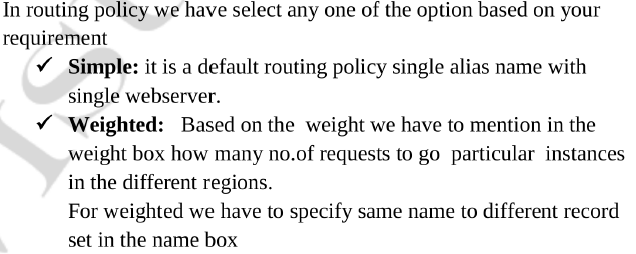 In routing policy we have select any one of the option based on your
requirement
✓ Simple: it is a default routing policy single alias name with
single webserver.
✓ Weighted: Based on the weight we have to mention in the
weight box how many no.of requests to go particular instances
in the different regions.
For weighted we have to specify same name to different record
set in the name box